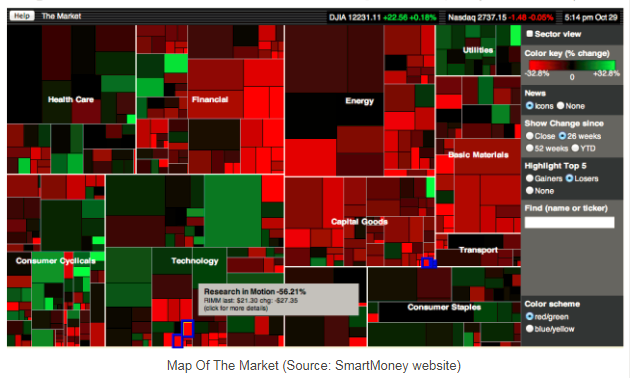 Help The Market DJIA 12231.11 +22.56 +0.18% Nasdaq 2737.15 -1.48 -0.05% 5:14 pm Oct 29
Sector view
Color key (% change)
-32.8% 0 +32.8%
News
Icons None
Show Change since
Close 26 weeks
52 weeks YTD
Highlight Top 5
Gainers Losers
None
Find (name or ticker)
Color scheme
red/green
blue/yellow
Health Care
Financial
Energy
Utilities
Basic Materials
Capital Goods
Transport
Consumer Cyclicals
Technology
Consumer Staples
Research in Motion -56.21%
RIMM last: $21.30 chg: -$27.35
(click for more details)
Map Of The Market (Source: SmartMoney website)